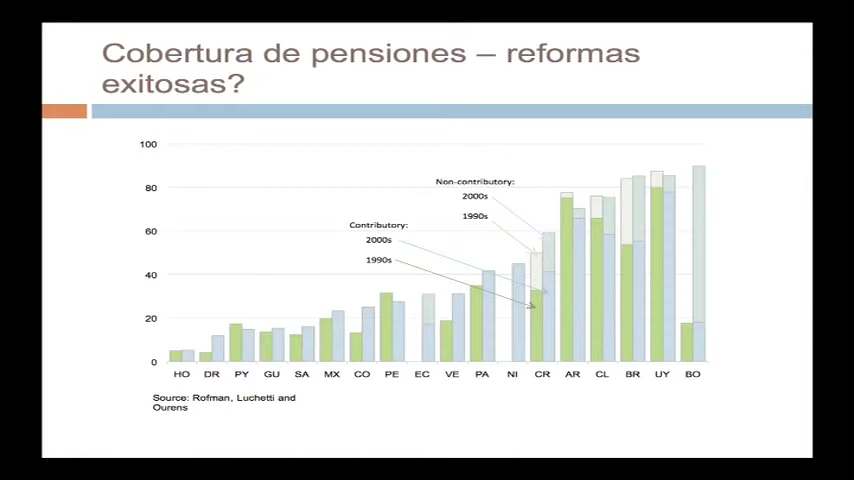 Cobertura de pensiones – reformas
exitosas?
100
80
60
40
20
0
Non-contributory:
2000s
1990s
Contributory:
2000s
1990s
HO DR PY GU SA MX CO PE EC VE PA NI CR AR CL BR UY BO
Source: Rofman, Luchetti and
Ourens